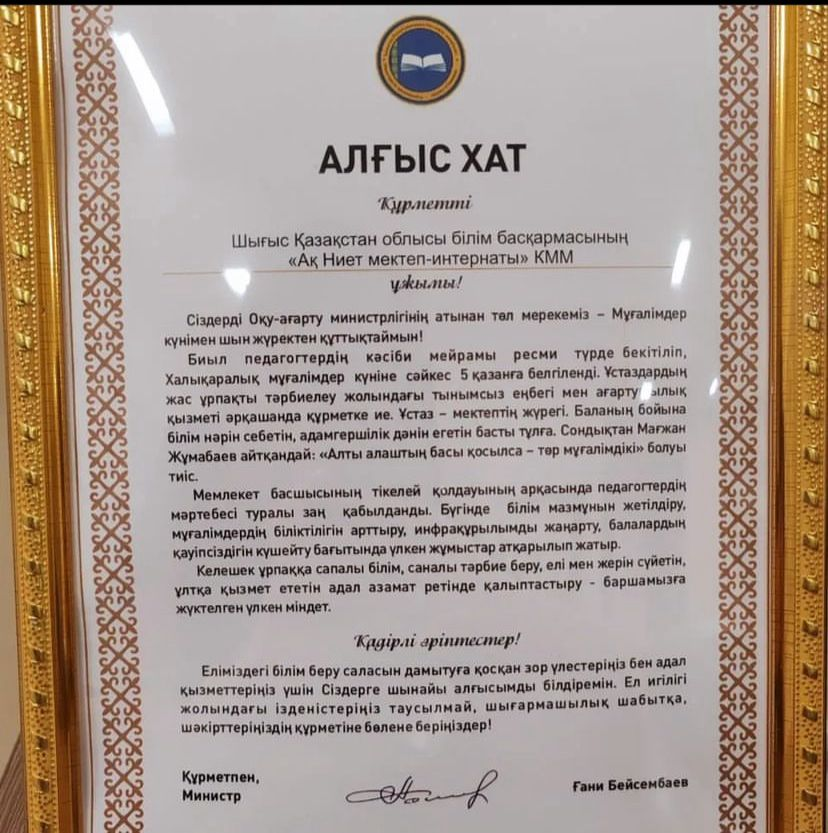 АЛҒЫС ХАТ
Құрметті
Шығыс Қазақстан облысы білім басқармасының
«Ақ Ниет мектеп-интернаты» КММ
ұжымы!
Сіздерді Оқу-ағарту министрлігінің атынан төл мерекеміз – Мұғалімдер
күнімен шын жүректен құттықтаймын!
Биыл педагогтердің кәсіби мейрамы ресми түрде бекітіліп,
Халықаралық мұғалімдер күніне сәйкес 5 қазанға белгіленді. Ұстаздардың
жас ұрпақты тәрбиелеу жолындағы тынымсыз еңбегі мен ағартушылық
қызметі әрқашанда құрметке ие. Ұстаз – мектептің жүрегі. Баланың бойына
білім нәрін себетін, адамгершілік дәнін егетін басты тұлға. Сондықтан Мағжан
Жұмабаев айтқандай: «Алты алаштың басы қосылса – төр мұғалімдікі» болуы
тиіс.
Мемлекет басшысының тікелей қолдауының арқасында педагогтердің
мәртебесі туралы заң қабылданды. Бүгінде білім мазмұнын жетілдіру,
мұғалімдердің біліктілігін арттыру, инфрақұрылымды жаңарту, балалардың
қауіпсіздігін күшейту бағытында үлкен жұмыстар атқарылып жатыр.
Келешек ұрпаққа сапалы білім, саналы тәрбие беру, елі мен жерін сүйетін,
ұлтқа қызмет ететін адал азамат ретінде қалыптастыру - баршамызға
жүктелген үлкен міндет.
Қадірлі әріптестер!
Еліміздегі білім беру саласын дамытуға қосқан зор үлестеріңіз бен адал
қызметтеріңіз үшін Сіздерге шынайы алғысымды білдіремін. Ел игілігі
жолындағы ізденістеріңіз таусылмай, шығармашылық шабытқа,
шәкірттеріңіздің құрметіне бөлене беріңіздер!
Құрметпен,
Министр
Ғани Бейсембаев